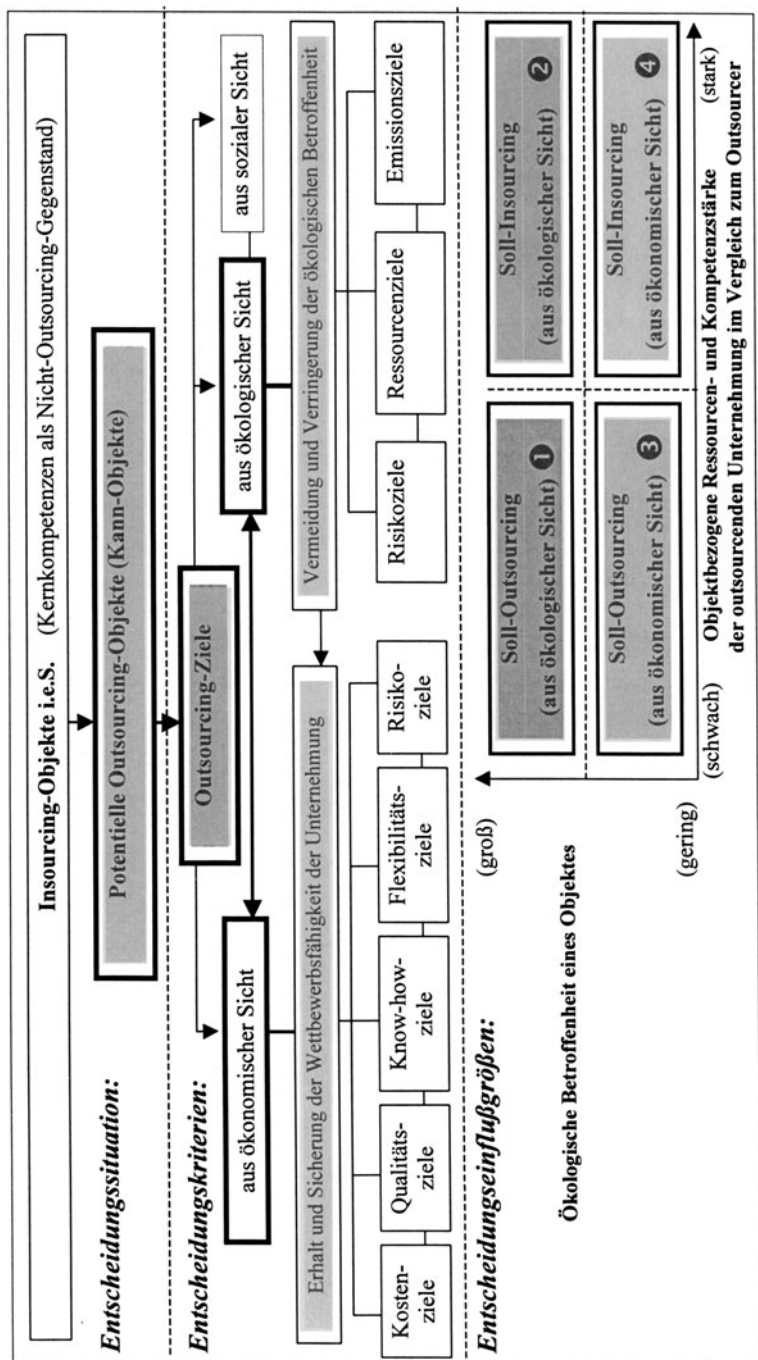 Insourcing-Objekte i.e.S. (Kernkompetenzen als Nicht-Outsourcing-Gegenstand)
Entscheidungssituation:
Potentielle Outsourcing-Objekte (Kann-Objekte)
Entscheidungskriterien:
Outsourcing-Ziele
aus ökonomischer Sicht
aus ökologischer Sicht
aus sozialer Sicht
Erhalt und Sicherung der Wettbewerbsfähigkeit der Unternehmung
Vermeidung und Verringerung der ökologischen Betroffenheit
Kosten-
ziele
Qualitäts-
ziele
Know-how-
ziele
Flexibilitäts-
ziele
Risiko-
ziele
Risikoziele
Ressourcenziele
Emissionsziele
Entscheidungseinflußgrößen:
Ökologische Betroffenheit eines Objektes
(groß)
(gering)
Soll-Outsourcing
(aus ökologischer Sicht) ❶
Soll-Insourcing
(aus ökologischer Sicht) ❷
Soll-Outsourcing
(aus ökonomischer Sicht) ❸
Soll-Insourcing
(aus ökonomischer Sicht) ❹
(schwach)
(stark)
Objektbezogene Ressourcen- und Kompetenzstärke
der outsourcenden Unternehmung im Vergleich zum Outsourcer